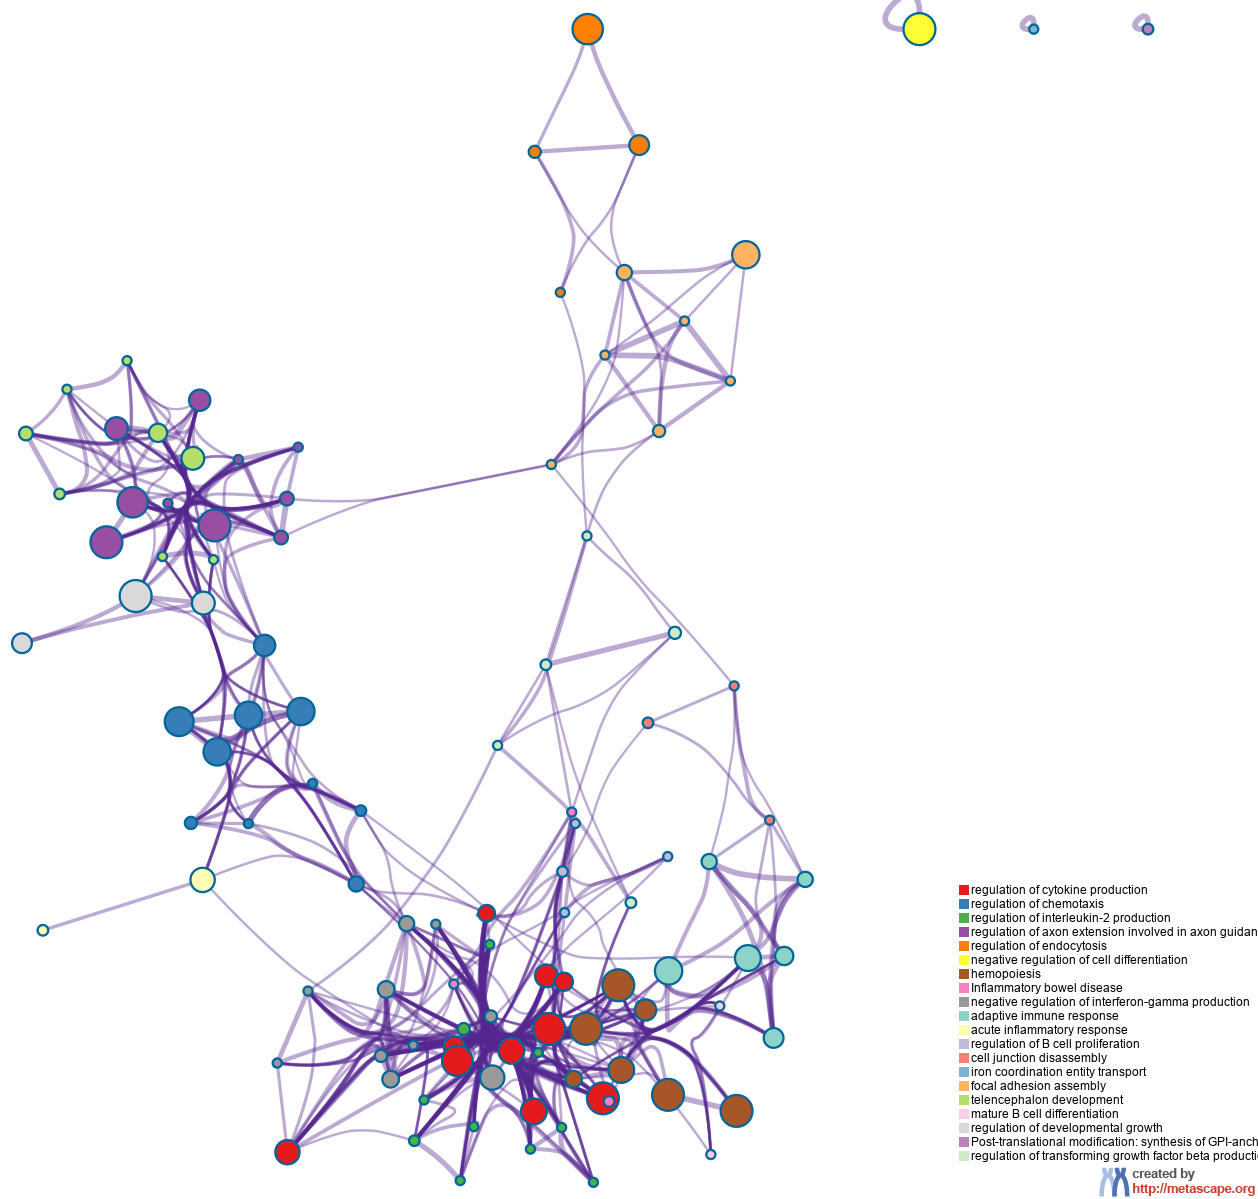 regulation of cytokine production
regulation of chemotaxis
regulation of interleukin-2 production
regulation of axon extension involved in axon guidan
regulation of endocytosis
negative regulation of cell differentiation
hemopoiesis
Inflammatory bowel disease
negative regulation of interferon-gamma production
adaptive immune response
acute inflammatory response
regulation of B cell proliferation
cell junction disassembly
iron coordination entity transport
focal adhesion assembly
telencephalon development
mature B cell differentiation
regulation of developmental growth
Post-translational modification: synthesis of GPI-anch
regulation of transforming growth factor beta producti
created by
http://metascape.org